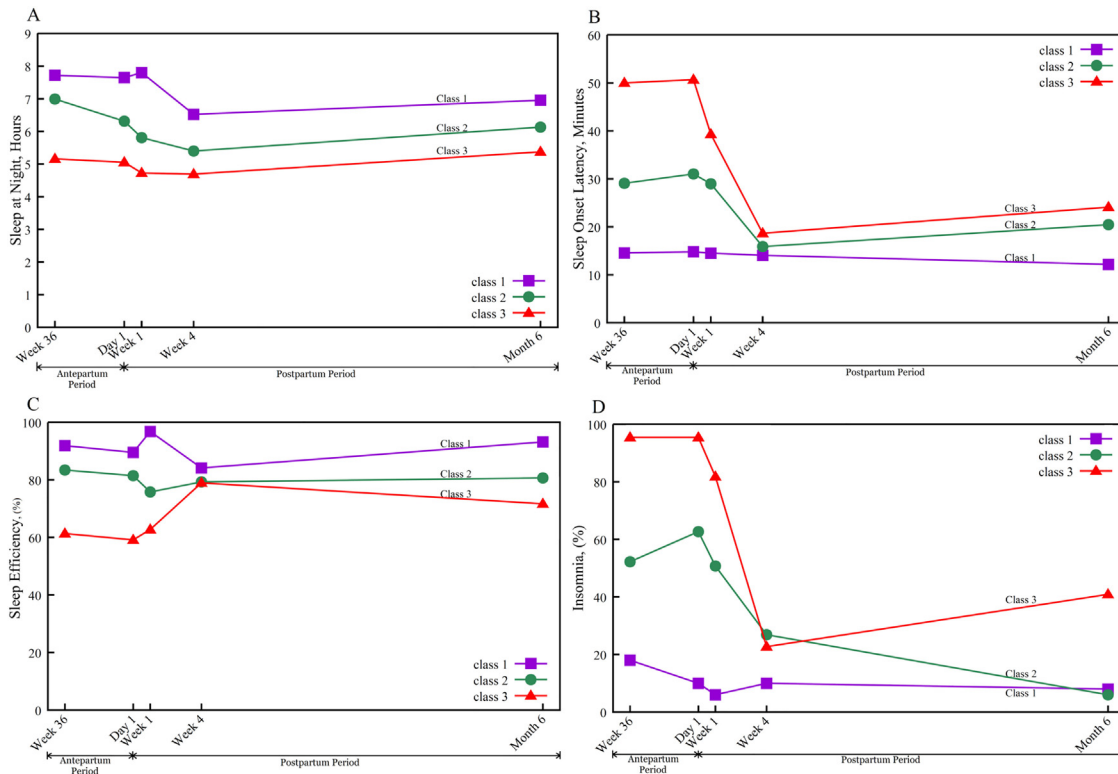 A
Sleep at Night, Hours
9
8
7
6
5
4
3
2
1
0
Class 1
Class 2
Class 3
class 1
class 2
class 3
Week 36
Day 1
Week 1
Week 4
Month 6
Antepartum
Period
Postpartum Period
B
Sleep Onset Latency, Minutes
60
50
40
30
20
10
0
class 1
class 2
class 3
Class 3
Class 2
Class 1
Week 36
Day 1
Week 1
Week 4
Month 6
Antepartum
Period
Postpartum Period
C
Sleep Efficiency, (%)
100
80
60
40
20
0
Class 1
Class 2
Class 3
class 1
class 2
class 3
Week 36
Day 1
Week 1
Week 4
Month 6
Antepartum
Period
Postpartum Period
D
Insomnia, (%)
100
80
60
40
20
0
class 1
class 2
class 3
Class 3
Class 2
Class 1
Week 36
Day 1
Week 1
Week 4
Month 6
Antepartum
Period
Postpartum Period